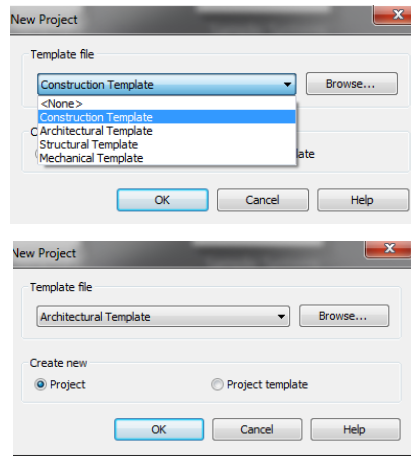 New Project
Template file
Construction Template
Browse...
<None>
Construction Template
Architectural Template
Structural Template
Mechanical Template
OK
Cancel
Help
New Project
Template file
Architectural Template
Browse...
Create new
Project
Project template
OK
Cancel
Help